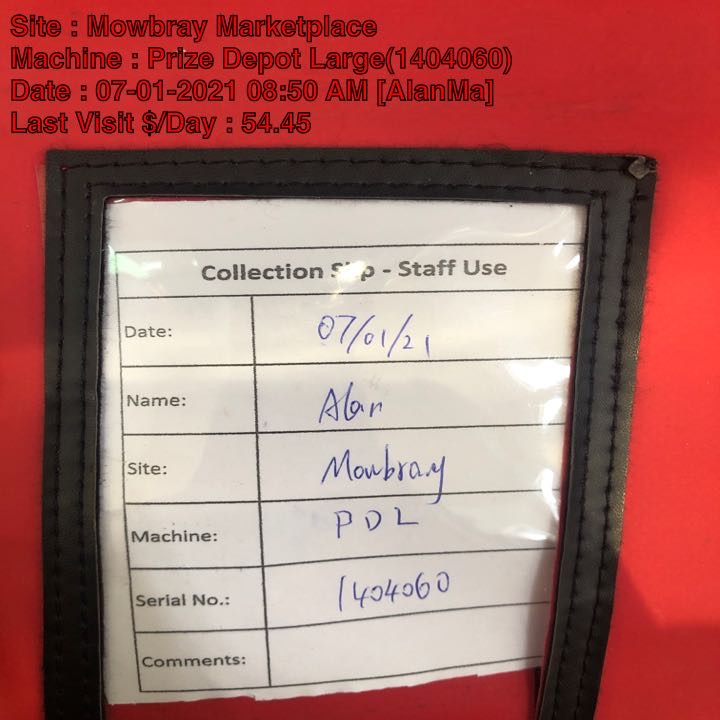 Site : Mowbray Marketplace
Machine : Prize Depot Large(1404060)
Date : 07-01-2021 08:50 AM [AlanMa]
Last Visit $/Day : 54.45
Collection Slip - Staff Use
Date: 07/01/21
Name: Alan
Site: Mowbray
Machine: PDL
Serial No.: 1404060
Comments: